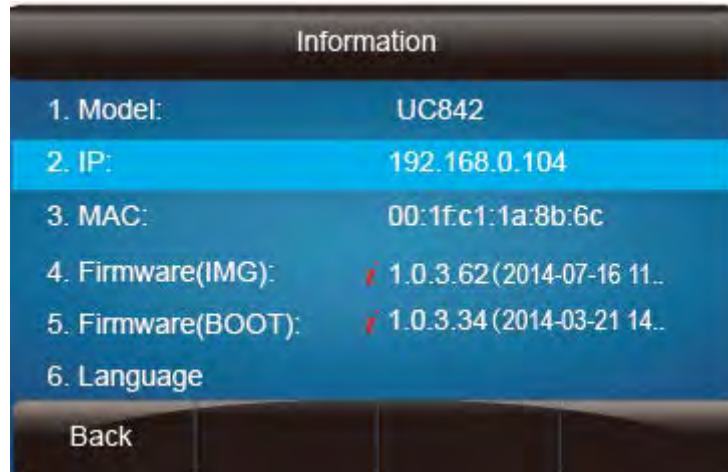 Information
1. Model: UC842
2. IP: 192.168.0.104
3. MAC: 00:1f:c1:1a:8b:6c
4. Firmware(IMG): i 1.0.3.62(2014-07-16 11..
5. Firmware(BOOT): i 1.0.3.34(2014-03-21 14..
6. Language
Back